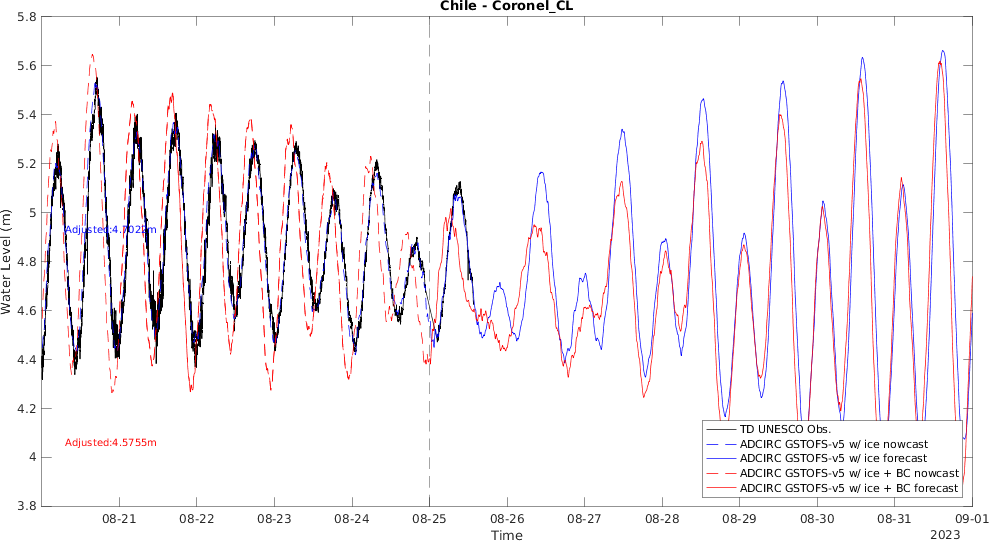 Chile - Coronel_CL
5.8
5.6
5.4
5.2
5
4.8
4.6
4.4
4.2
4
3.8
Water Level (m)
Adjusted:4.7022m
Adjusted:4.5755m
TD UNESCO Obs.
ADCIRC GSTOFS-v5 w/ ice nowcast
ADCIRC GSTOFS-v5 w/ ice forecast
ADCIRC GSTOFS-v5 w/ ice + BC nowcast
ADCIRC GSTOFS-v5 w/ ice + BC forecast
08-21 08-22 08-23 08-24 08-25 08-26 08-27 08-28 08-29 08-30 08-31 09-01
Time
2023